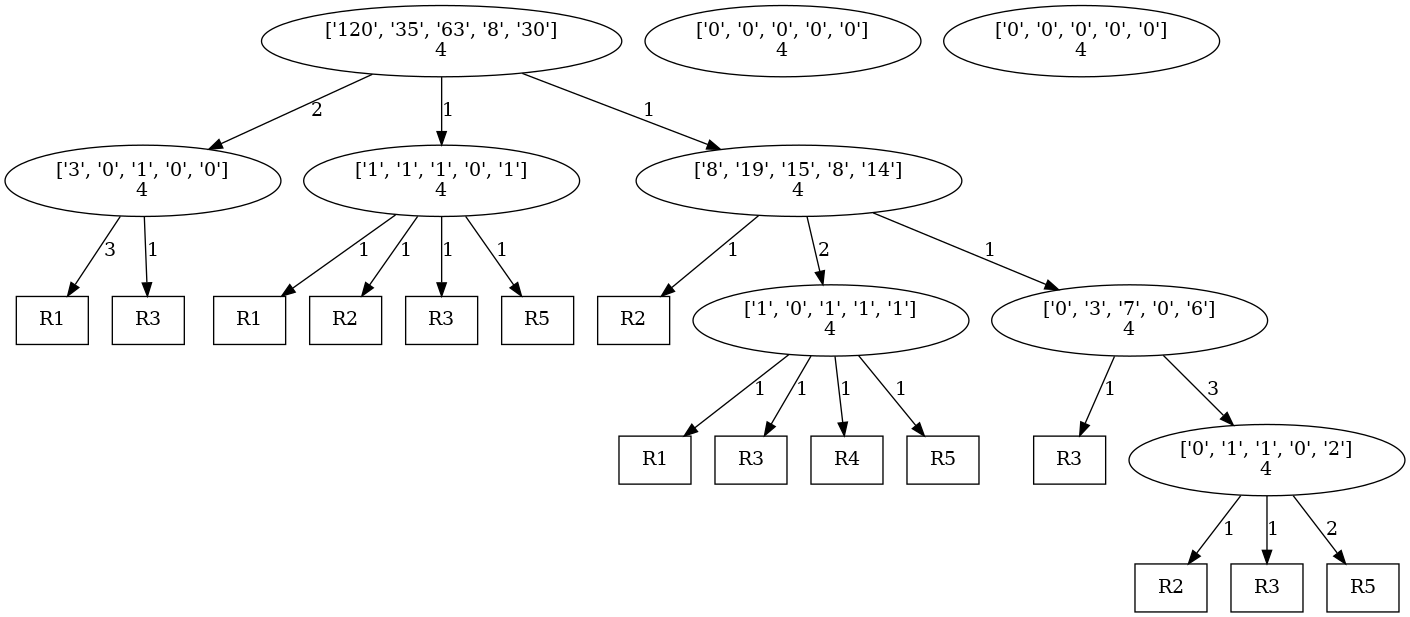 ['120', '35', '63', '8', '30']
4
['0', '0', '0', '0', '0']
4
['0', '0', '0', '0', '0']
4
2
1
1
['3', '0', '1', '0', '0']
4
['1', '1', '1', '0', '1']
4
['8', '19', '15', '8', '14']
4
3
1
1
1
1
1
1
2
1
R1
R3
R1
R2
R3
R5
R2
['1', '0', '1', '1', '1']
4
['0', '3', '7', '0', '6']
4
1
1
1
1
1
3
R1
R3
R4
R5
R3
['0', '1', '1', '0', '2']
4
1
1
2
R2
R3
R5